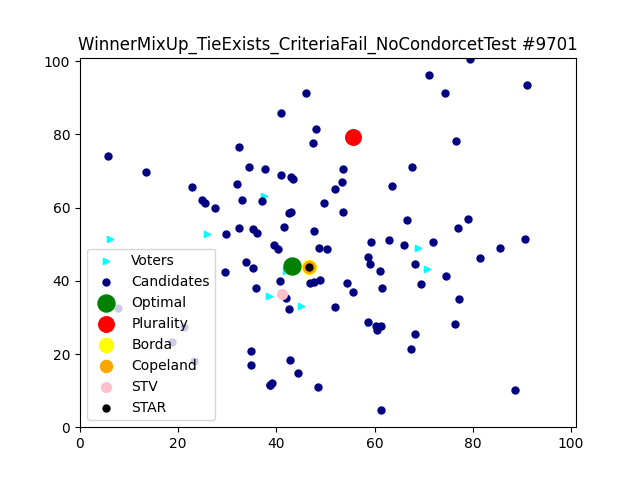 WinnerMixUp_TieExists_CriteriaFail_NoCondorcetTest #9701
100
80
60
40
20
0
Voters
Candidates
Optimal
Plurality
Borda
Copeland
STV
STAR
0 20 40 60 80 100